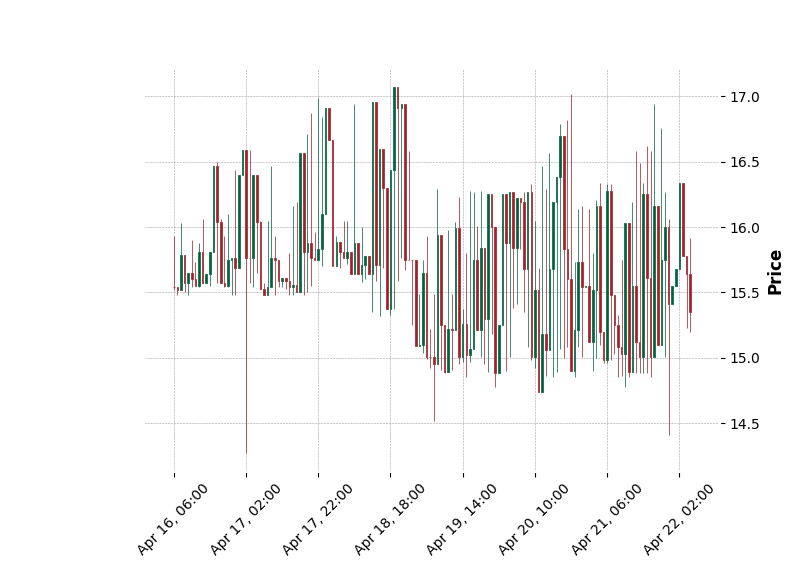 17.0
16.5
16.0
15.5
15.0
14.5
Price
Apr 16, 06:00
Apr 17, 02:00
Apr 17, 22:00
Apr 18, 18:00
Apr 19, 14:00
Apr 20, 10:00
Apr 21, 06:00
Apr 22, 02:00